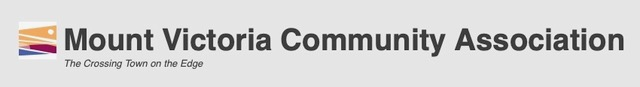 Mount Victoria Community Association
The Crossing Town on the Edge